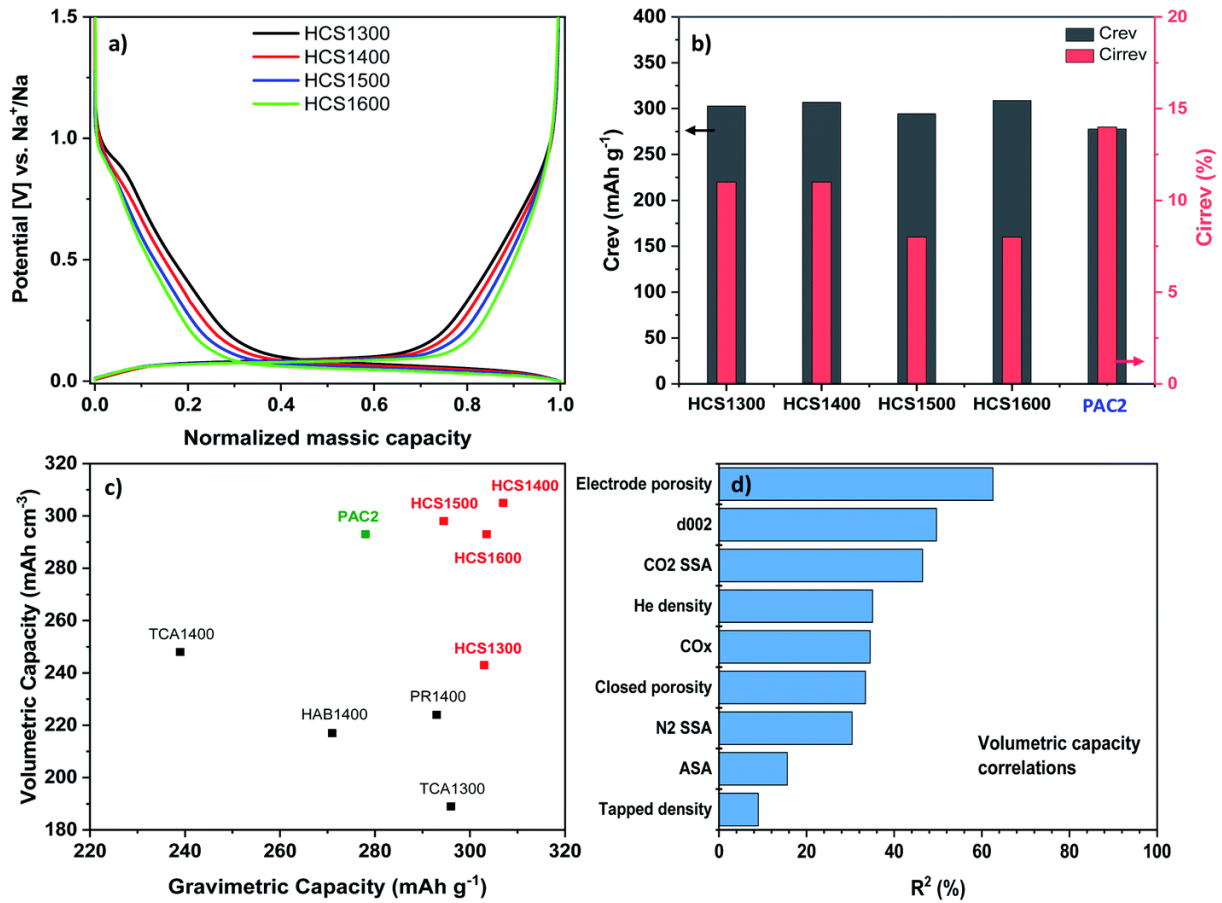 a)
HCS1300
HCS1400
HCS1500
HCS1600
1.5
1.0
0.5
0.0
Potential [V] vs. Na⁺/Na
0.0 0.2 0.4 0.6 0.8 1.0
Normalized massic capacity
b)
Crev
Cirrev
400
350
300
250
200
150
100
50
0
Crev (mAh g⁻¹)
20
15
10
5
0
Cirrev (%)
HCS1300 HCS1400 HCS1500 HCS1600 PAC2
c)
320
300
280
260
240
220
200
180
Volumetric Capacity (mAh cm⁻³)
HCS1400
HCS1500
PAC2
HCS1600
TCA1400
HCS1300
PR1400
HAB1400
TCA1300
220 240 260 280 300 320
Gravimetric Capacity (mAh g⁻¹)
d)
Electrode porosity
d002
CO2 SSA
He density
COx
Closed porosity
N2 SSA
ASA
Tapped density
Volumetric capacity
correlations
0 20 40 60 80 100
R² (%)